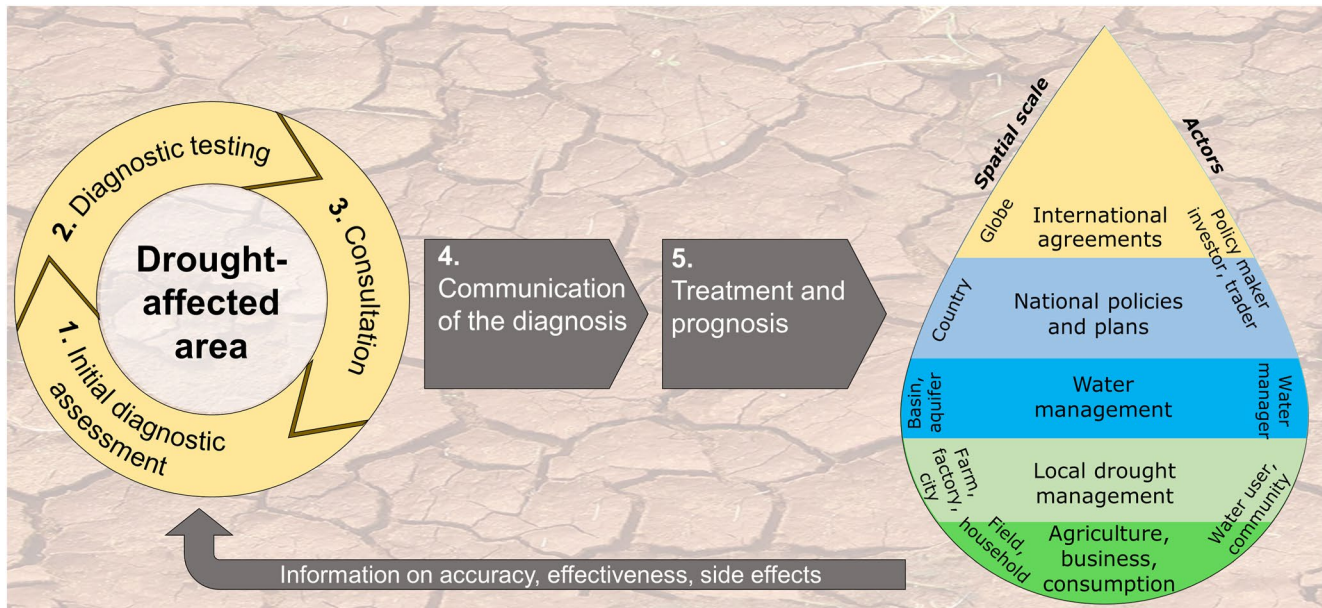 1. Initial diagnostic
assessment
2. Diagnostic testing
3. Consultation
Drought-
affected
area
4.
Communication
of the diagnosis
5.
Treatment and
prognosis
Spatial scale
Actors
Globe
International
agreements
Policy maker
investor, trader
Country
National policies
and plans
Basin,
aquifer
Water
management
Water
manager
Farm,
factory,
city
Local drought
management
Water user,
community
Field,
household
Agriculture,
business,
consumption
Information on accuracy, effectiveness, side effects